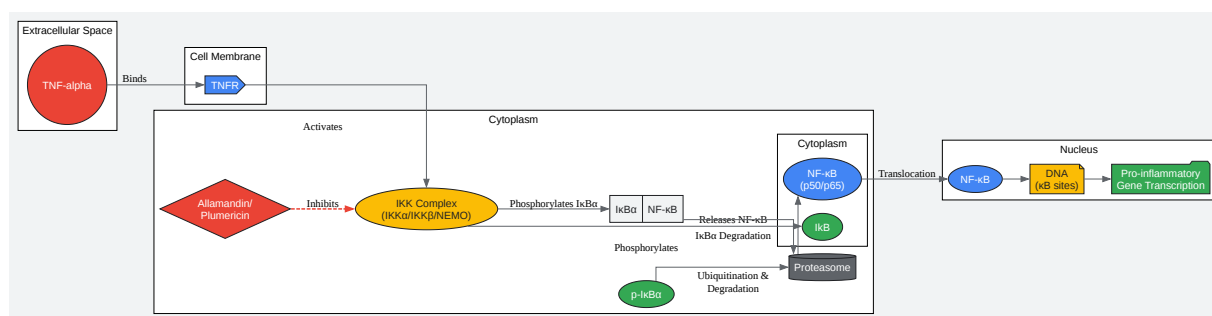 Extracellular Space
TNF-alpha
Binds
Cell Membrane
TNFR
Activates
Cytoplasm
Allamandin/
Plumericin
Inhibits
IKK Complex
(IKKα/IKKβ/NEMO)
Phosphorylates IκBα
IκBα
NF-κB
Releases NF-κB
IκBα Degradation
Phosphorylates
Cytoplasm
NF-κB
(p50/p65)
IkB
Proteasome
Ubiquitination &
Degradation
p-IκBα
Translocation
Nucleus
NF-κB
DNA
(κB sites)
Pro-inflammatory
Gene Transcription